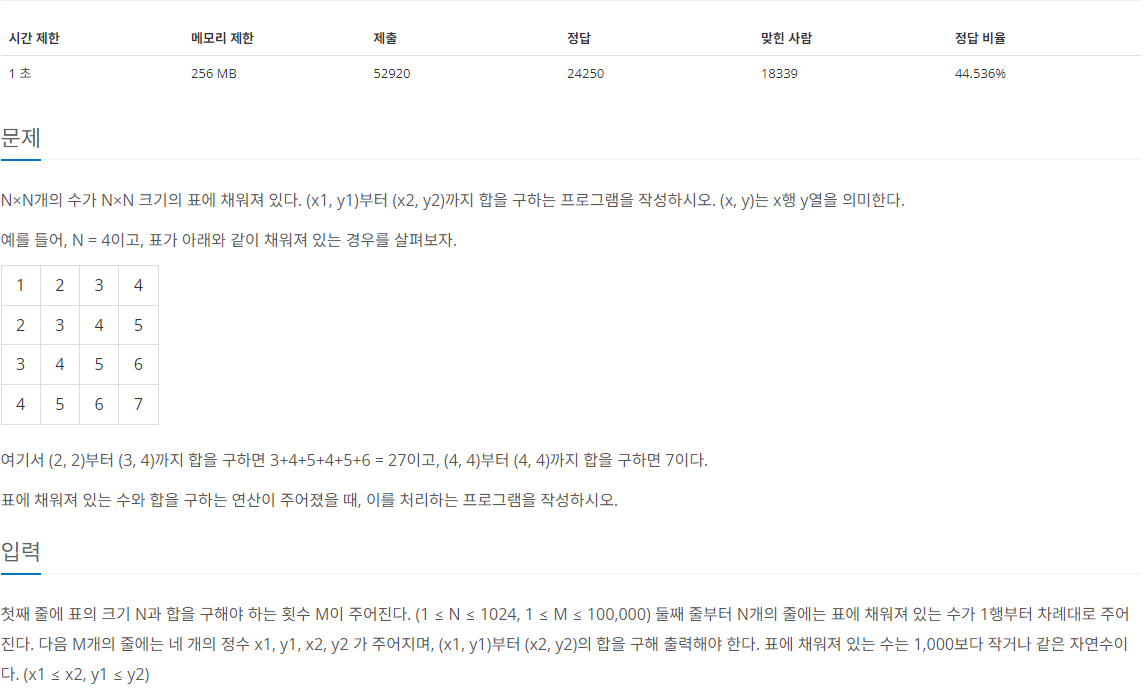 시간 제한 메모리 제한 제출 정답 맞힌 사람 정답 비율
1 초 256 MB 52920 24250 18339 44.536%
문제
N×N개의 수가 N×N 크기의 표에 채워져 있다. (x1, y1)부터 (x2, y2)까지 합을 구하는 프로그램을 작성하시오. (x, y)는 x행 y열을 의미한다.
예를 들어, N = 4이고, 표가 아래와 같이 채워져 있는 경우를 살펴보자.
1 2 3 4
2 3 4 5
3 4 5 6
4 5 6 7
여기서 (2, 2)부터 (3, 4)까지 합을 구하면 3+4+5+4+5+6 = 27이고, (4, 4)부터 (4, 4)까지 합을 구하면 7이다.
표에 채워져 있는 수와 합을 구하는 연산이 주어졌을 때, 이를 처리하는 프로그램을 작성하시오.
입력
첫째 줄에 표의 크기 N과 합을 구해야 하는 횟수 M이 주어진다. (1 ≤ N ≤ 1024, 1 ≤ M ≤ 100,000) 둘째 줄부터 N개의 줄에는 표에 채워져 있는 수가 1행부터 차례대로 주어
진다. 다음 M개의 줄에는 네 개의 정수 x1, y1, x2, y2 가 주어지며, (x1, y1)부터 (x2, y2)의 합을 구해 출력해야 한다. 표에 채워져 있는 수는 1,000보다 작거나 같은 자연수이
다. (x1 ≤ x2, y1 ≤ y2)